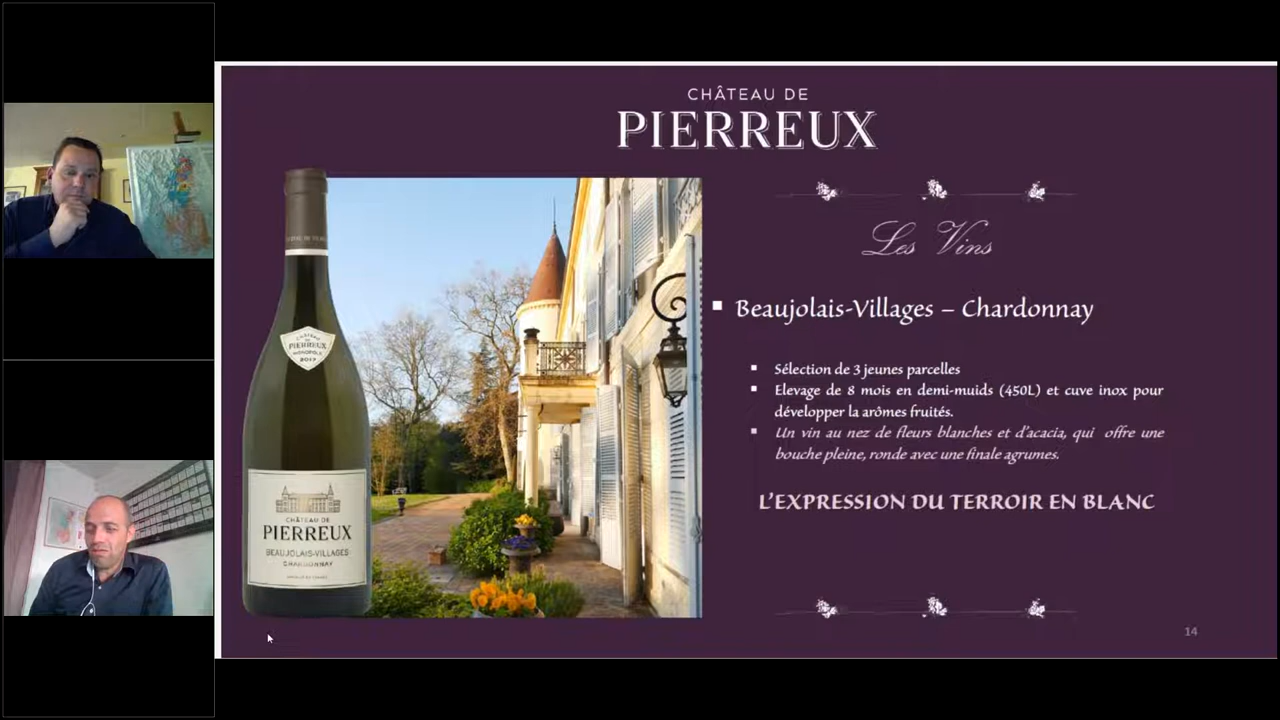 CHÂTEAU DE
PIERREUX
Les Vins
Beaujolais-Villages – Chardonnay
Sélection de 3 jeunes parcelles
Elevage de 8 mois en demi-muids (450L) et cuve inox pour
développer la arômes fruités.
Un vin au nez de fleurs blanches et d'acacia, qui offre une
bouche pleine, ronde avec une finale agrumes.
L'EXPRESSION DU TERROIR EN BLANC
14
CHÂTEAU
DE
PIERREUX
MONOPOLE
2017
CHÂTEAU DE
PIERREUX
BEAUJOLAIS-VILLAGES
CHARDONNAY